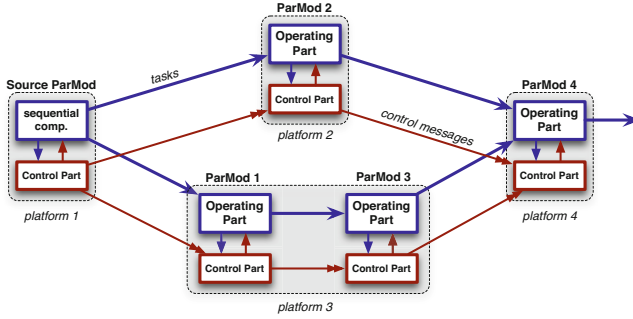 ParMod 2
Operating
Part
Control Part
platform 2
tasks
Source ParMod
sequential
comp.
Control Part
platform 1
control messages
ParMod 4
Operating
Part
Control Part
platform 4
ParMod 1
Operating
Part
Control Part
ParMod 3
Operating
Part
Control Part
platform 3